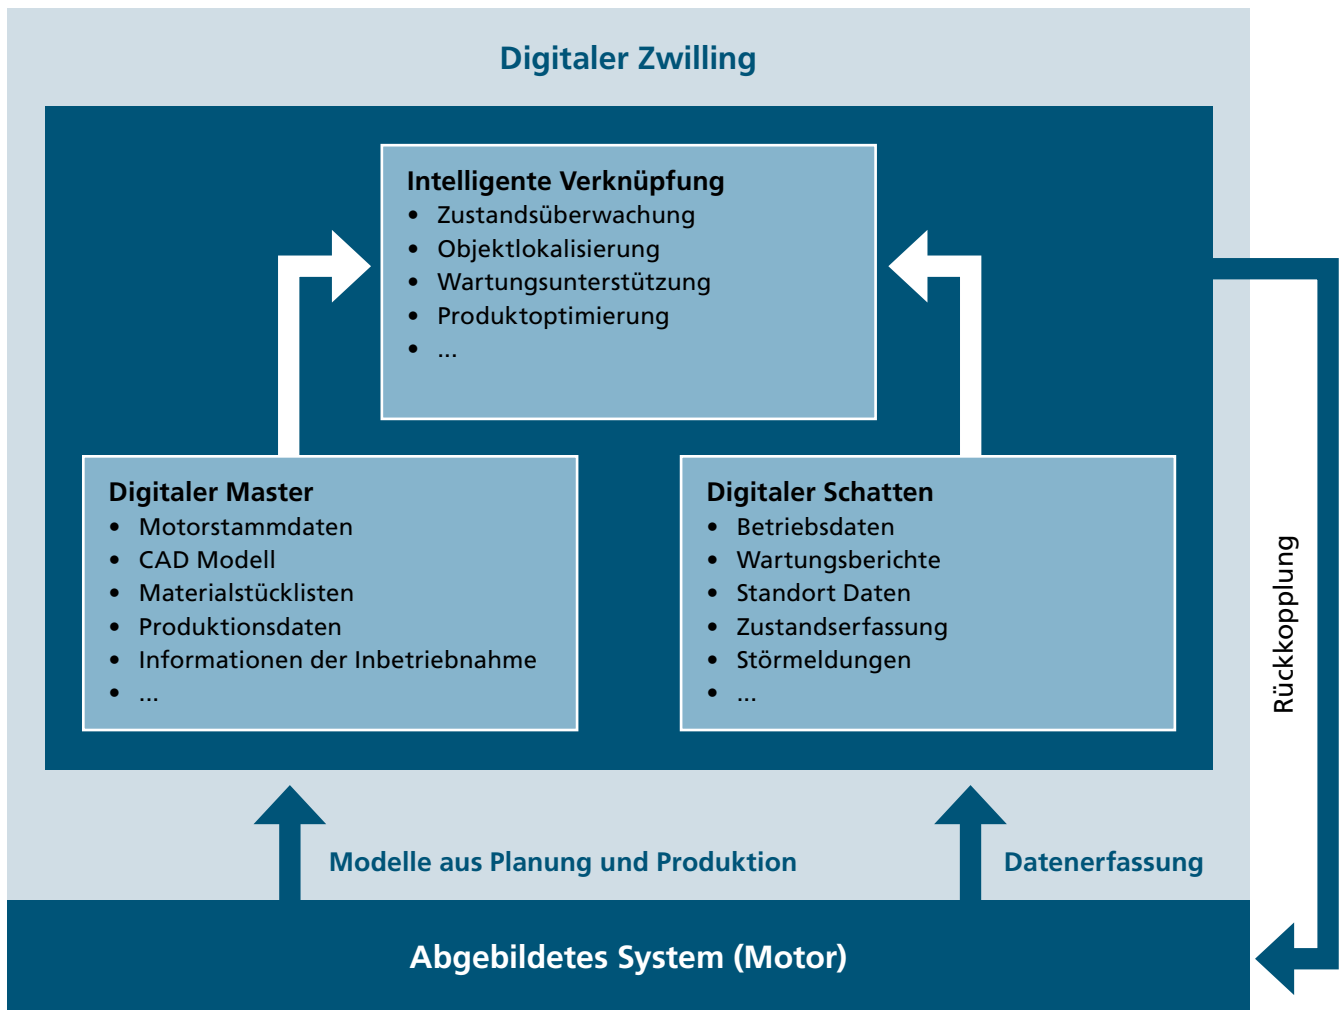 Digitaler Zwilling
Intelligente Verknüpfung
• Zustandsüberwachung
• Objektlokalisierung
• Wartungsunterstützung
• Produktoptimierung
• ...
Digitaler Master
• Motorstammdaten
• CAD Modell
• Materialstücklisten
• Produktionsdaten
• Informationen der Inbetriebnahme
• ...
Digitaler Schatten
• Betriebsdaten
• Wartungsberichte
• Standort Daten
• Zustandserfassung
• Störmeldungen
• ...
Rückkopplung
Modelle aus Planung und Produktion
Datenerfassung
Abgebildetes System (Motor)